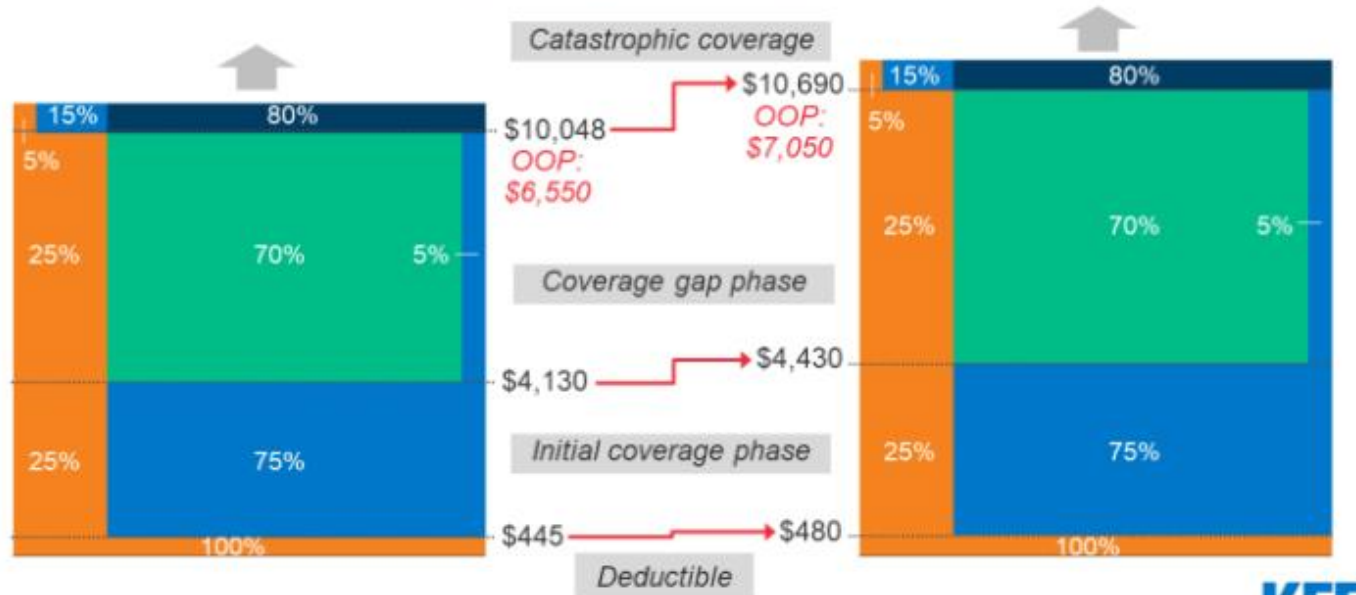 Catastrophic coverage
15% 80%
5%
$10,048
OOP:
$6,550
$10,690
OOP:
$7,050
15% 80%
5%
25% 70% 5%
Coverage gap phase
25% 70% 5%
$4,130
$4,430
25% 75%
Initial coverage phase
25% 75%
$445
$480
100%
Deductible
100%